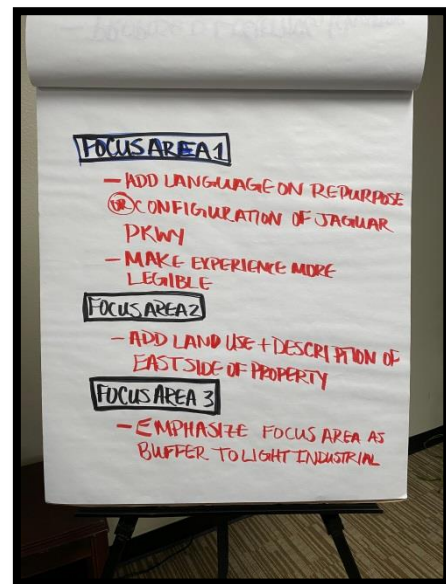 FOCUS AREA 1
- ADD LANGUAGE ON REPURPOSE
OR CONFIGURATION OF JAGUAR
PKWY
- MAKE EXPERIENCE MORE
LEGIBLE
FOCUS AREA 2
- ADD LAND USE + DESCRIPTION OF
EAST SIDE OF PROPERTY
FOCUS AREA 3
- EMPHASIZE FOCUS AREA AS
BUFFER TO LIGHT INDUSTRIAL